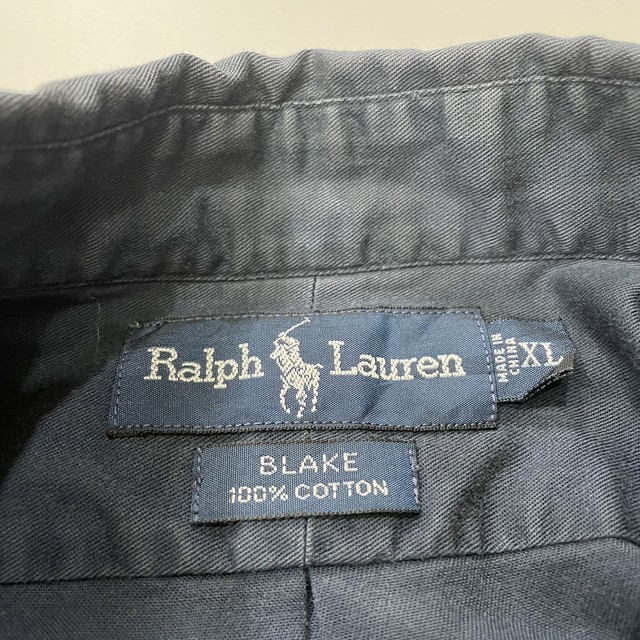 Ralph Lauren
MADE IN
CHINA
XL
BLAKE
100% COTTON